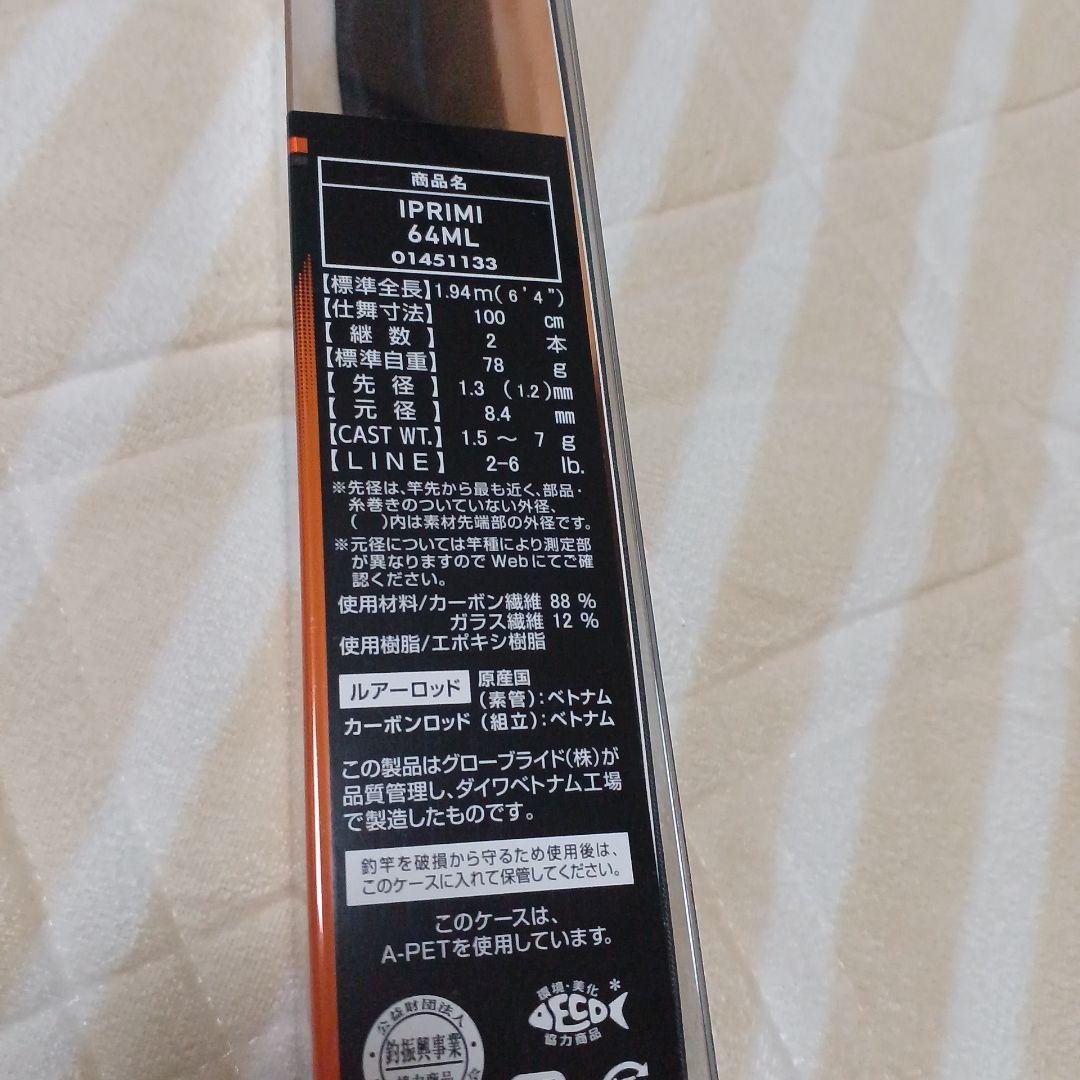 商品名
IPRIMI
64ML
01451133
【標準全長】1.94m(6'4")
【仕舞寸法】 100 cm
【継数】 2 本
【標準自重】 78 g
【先径】 1.3 (1.2)mm
【元径】 8.4 mm
【CAST WT.】 1.5～ 7 g
【LINE】 2-6 lb.
※先径は、竿先から最も近く、部品・
糸巻きのついていない外径、
( )内は素材先端部の外径です。
※元径については竿種により測定部
が異なりますのでWebにてご確
認ください。
使用材料/カーボン繊維 88 %
ガラス繊維 12 %
使用樹脂/エポキシ樹脂
ルアーロッド 原産国
(素管):ベトナム
カーボンロッド (組立):ベトナム
この製品はグローブライド(株)が
品質管理し、ダイワベトナム工場
で製造したものです。
釣竿を破損から守るため使用後は、
このケースに入れて保管してください。
このケースは、
A-PETを使用しています。
環境・美化
ECO
協力商品
公益財団法人
釣振興事業
協力商品